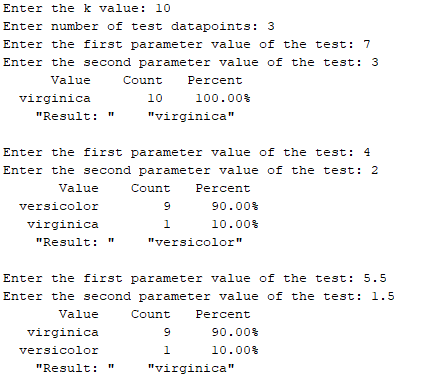 Enter the k value: 10
Enter number of test datapoints: 3
Enter the first parameter value of the test: 7
Enter the second parameter value of the test: 3
Value Count Percent
virginica 10 100.00%
"Result: " "virginica"
Enter the first parameter value of the test: 4
Enter the second parameter value of the test: 2
Value Count Percent
versicolor 9 90.00%
virginica 1 10.00%
"Result: " "versicolor"
Enter the first parameter value of the test: 5.5
Enter the second parameter value of the test: 1.5
Value Count Percent
virginica 9 90.00%
versicolor 1 10.00%
"Result: " "virginica"